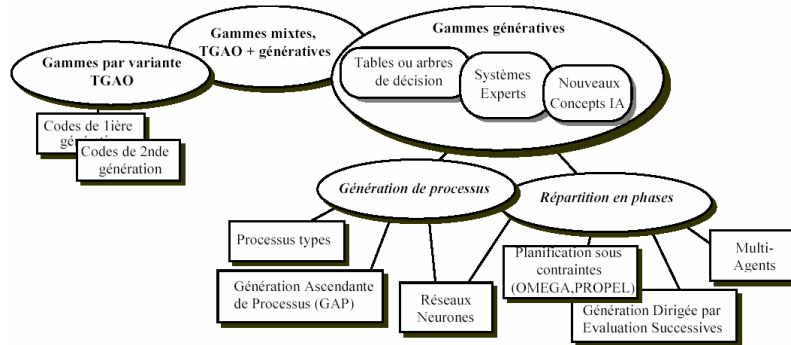 Gammes par variante
TGAO
Gammes mixtes,
TGAO + génératives
Gammes génératives
Tables ou arbres
de décision
Systèmes
Experts
Nouveaux
Concepts IA
Codes de 1ière
Codes de 2nde
génération
Génération de processus
Répartition en phases
Processus types
Génération Ascendante
de Processus (GAP)
Réseaux
Neurones
Planification sous
contraintes
(OMEGA,PROPEL)
Génération Dirigée par
Evaluation Successives
Multi-
Agents